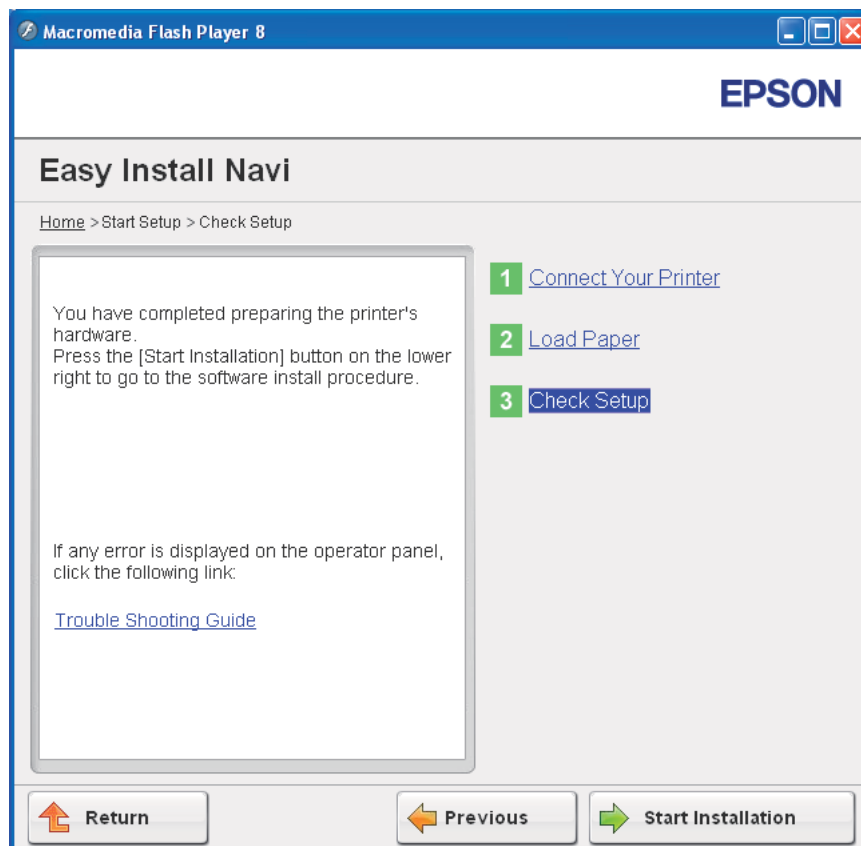 Macromedia Flash Player 8
EPSON
Easy Install Navi
Home > Start Setup > Check Setup
You have completed preparing the printer's
hardware.
Press the [Start Installation] button on the lower
right to go to the software install procedure.
If any error is displayed on the operator panel,
click the following link:
Trouble Shooting Guide
1 Connect Your Printer
2 Load Paper
3 Check Setup
Return
Previous
Start Installation